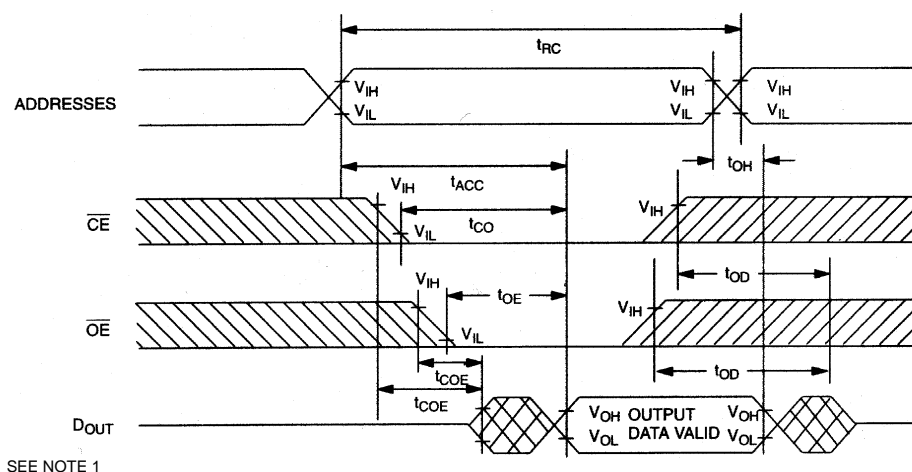 tRC
ADDRESSES
VIH
VIL
VIH
VIL
VIH
VIL
tOH
tACC
CE
VIH
tCO
VIL
VIH
tOD
OE
VIH
tOE
VIL
VIH
tCOE
tOD
tCOE
DOUT
VOH
VOL
OUTPUT
DATA VALID
VOH
VOL
SEE NOTE 1